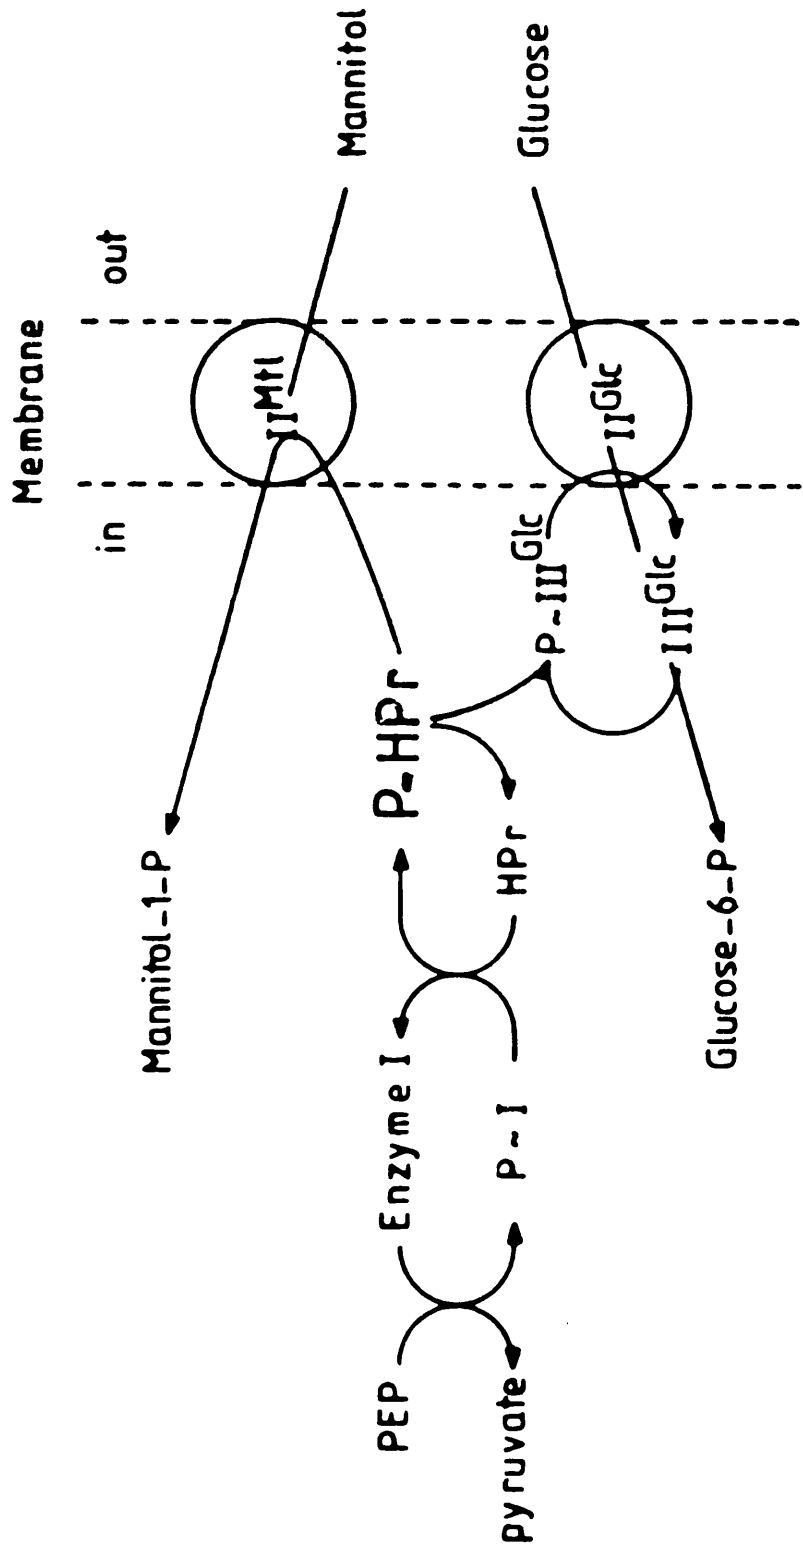 Membrane
in
out
Mannitol-1-P
II^Mtl
Mannitol
PEP
Enzyme I
P~HPr
pyruvate
P~I
HPr
P~III^Glc
Glucose
II^Glc
III^Glc
Glucose-6-P